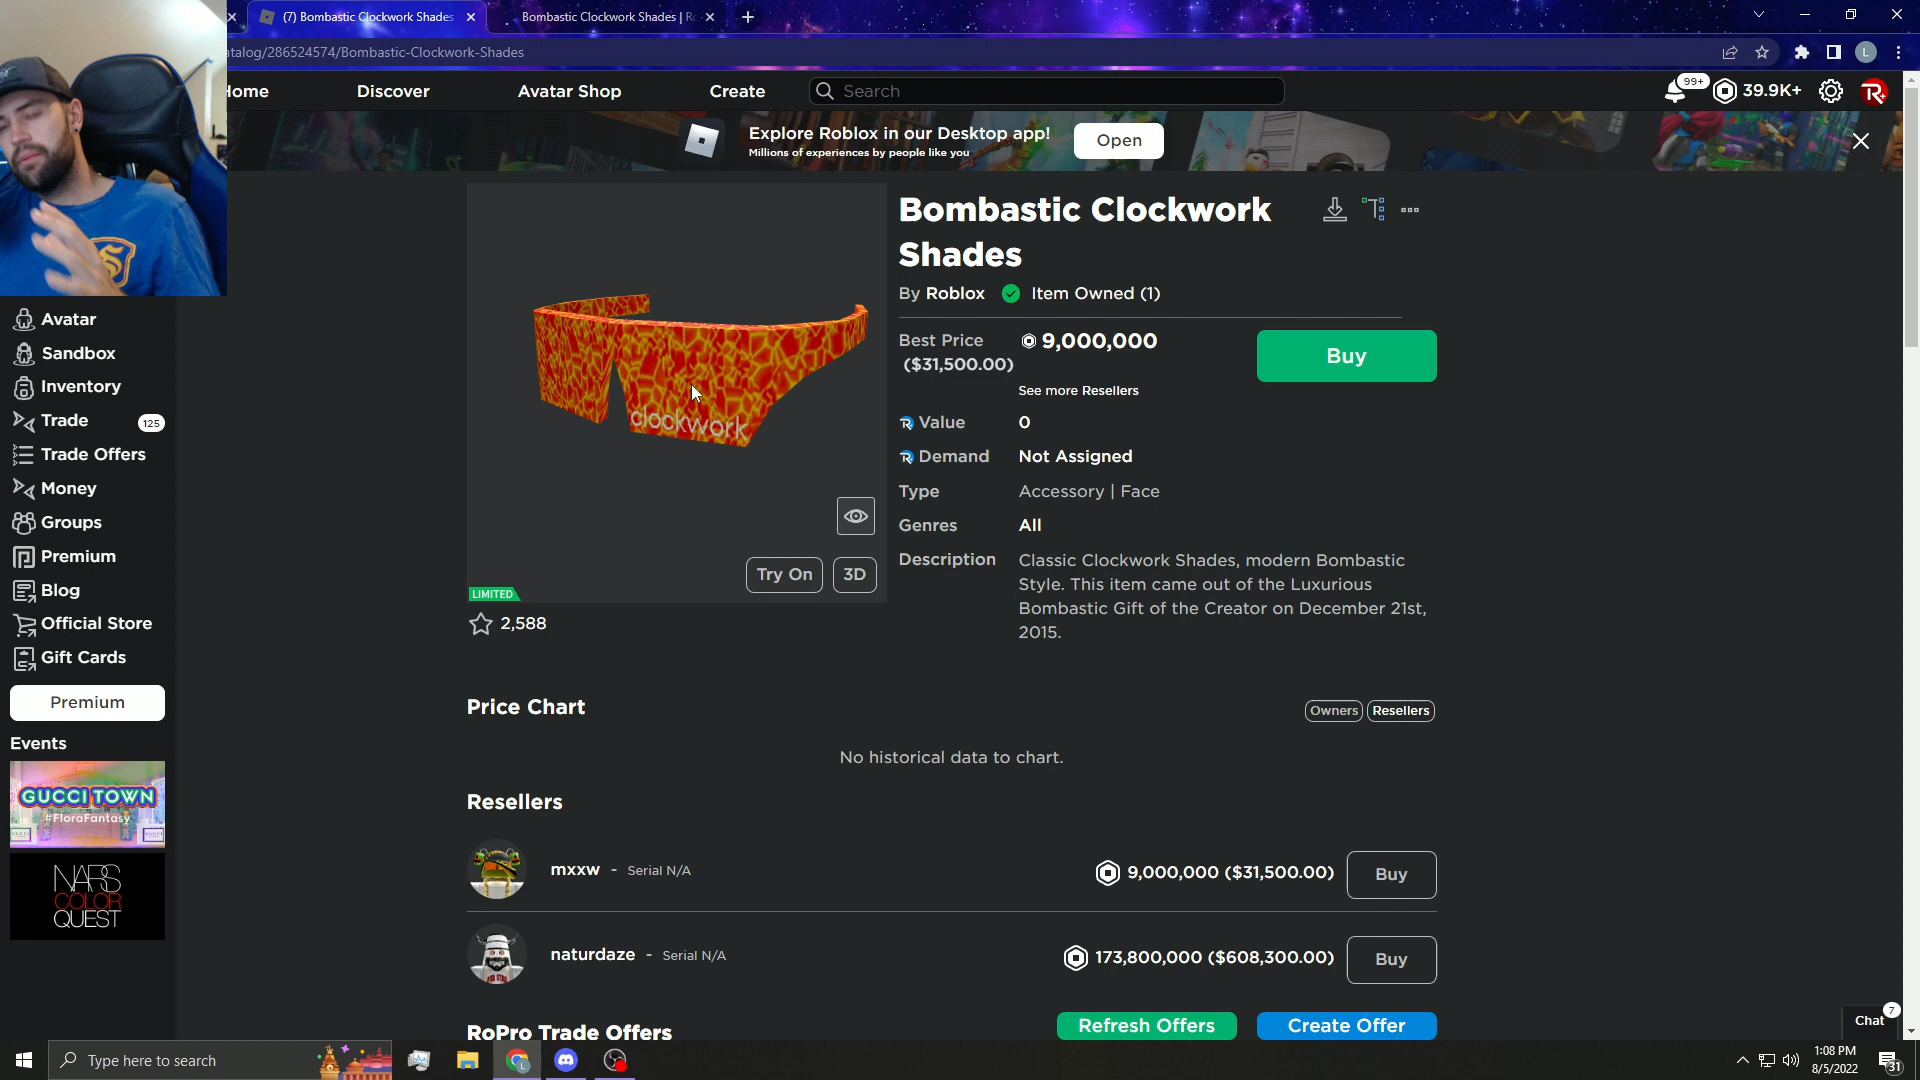 (7) Bombastic Clockwork Shades
Bombastic Clockwork Shades | Ro
atalog/286524574/Bombastic-Clockwork-Shades
L
Home
Discover
Avatar Shop
Create
Search
99+
39.9K+
Explore Roblox in our Desktop app!
Millions of experiences by people like you
Open
clockwork
Try On
3D
LIMITED
2,588
Bombastic Clockwork
Shades
By Roblox Item Owned (1)
Best Price 9,000,000
($31,500.00)
Buy
See more Resellers
Value 0
Demand Not Assigned
Type Accessory | Face
Genres All
Description Classic Clockwork Shades, modern Bombastic
Style. This item came out of the Luxurious
Bombastic Gift of the Creator on December 21st,
2015.
Avatar
Sandbox
Inventory
Trade 125
Trade Offers
Money
Groups
Premium
Blog
Official Store
Gift Cards
Premium
Events
GUCCI TOWN
#FloraFantasy
NARS
COLOR
QUEST
Price Chart
Owners Resellers
No historical data to chart.
Resellers
mxxw - Serial N/A 9,000,000 ($31,500.00) Buy
naturdaze - Serial N/A 173,800,000 ($608,300.00) Buy
RoPro Trade Offers
Refresh Offers Create Offer
Chat 7
Type here to search
1:08 PM
8/5/2022
31